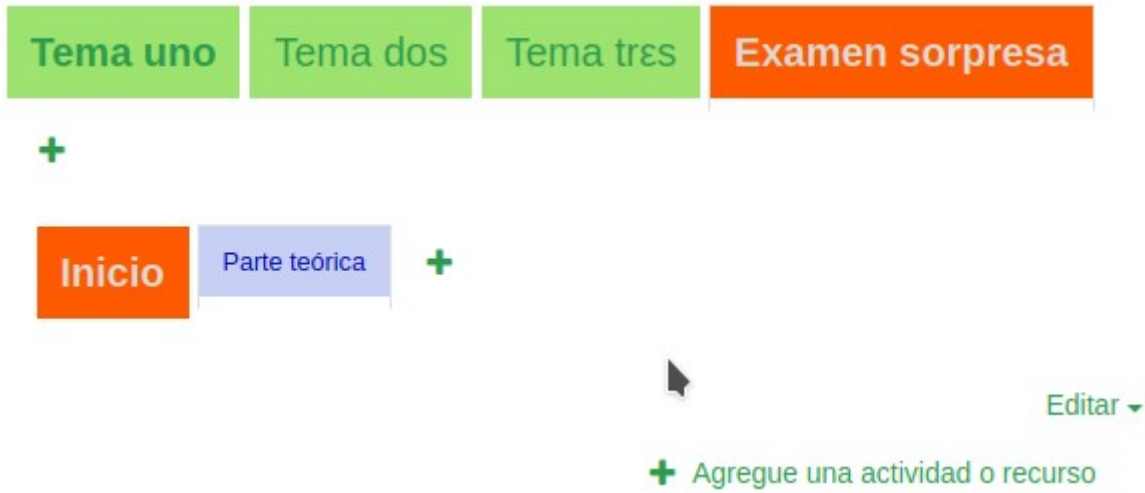 Tema uno Tema dos Tema trεs Examen sorpresa
Inicio Parte teórica
Editar
Agregue una actividad o recurso